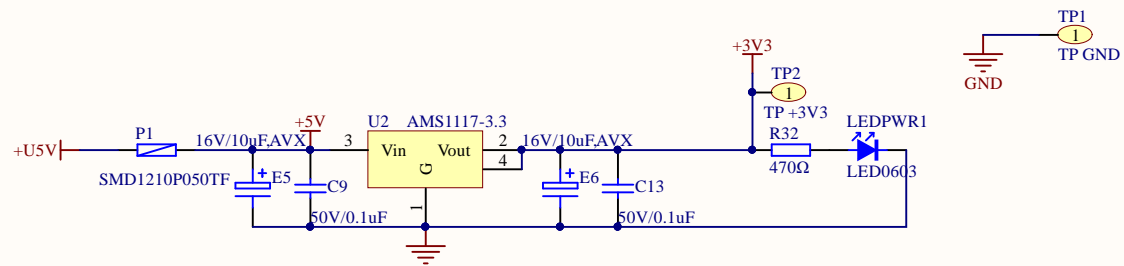 TP1
1
TP GND
GND
+3V3
TP2
1
TP +3V3
+5V
P1
U2
AMS1117-3.3
R32
LEDPWR1
+U5V
16V/10uF,AVX
3
Vin
Vout
2
16V/10uF,AVX
4
G
470Ω
LED0603
SMD1210P050TF
E5
C9
1
E6
C13
50V/0.1uF
50V/0.1uF